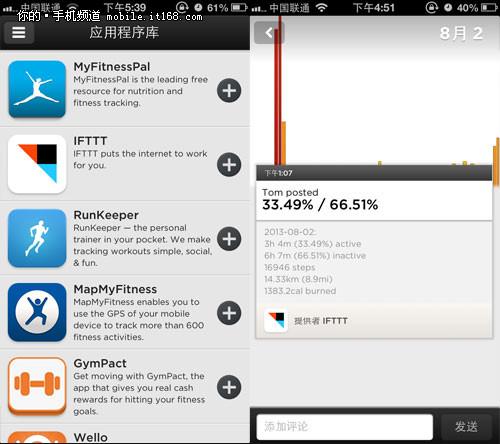 中国联通 下午5:39 61%
你的·手机频道 mobile.it168.com
应用程序库
MyFitnessPal
MyFitnessPal is the leading free
resource for nutrition and
fitness tracking.
IFTTT
IFTTT puts the internet to work
for you.
RunKeeper
RunKeeper — the personal
trainer in your pocket. We make
tracking workouts simple, social,
& fun.
MapMyFitness
MapMyFitness enables you to
use the GPS of your mobile
device to track more than 600
fitness activities.
GymPact
Get moving with GymPact, the
app that gives you real cash
rewards for hitting your fitness
goals.
Wello
中国联通 下午4:51 40%
8月 2
下午1:07
Tom posted
33.49% / 66.51%
2013-08-02:
3h 4m (33.49%) active
6h 7m (66.51%) inactive
16946 steps
14.33km (8.9mi)
1383.2cal burned
提供者 IFTTT
添加评论
发送